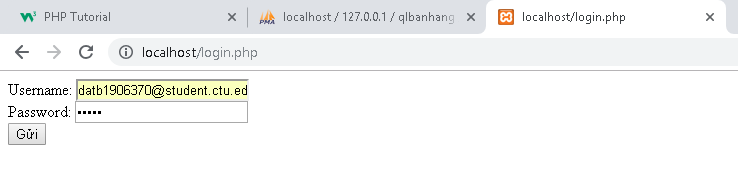 PHP Tutorial
localhost / 127.0.0.1 / qlbanhang
localhost/login.php
localhost/login.php
Username: datb1906370@student.ctu.ed
Password: •••••
Gửi